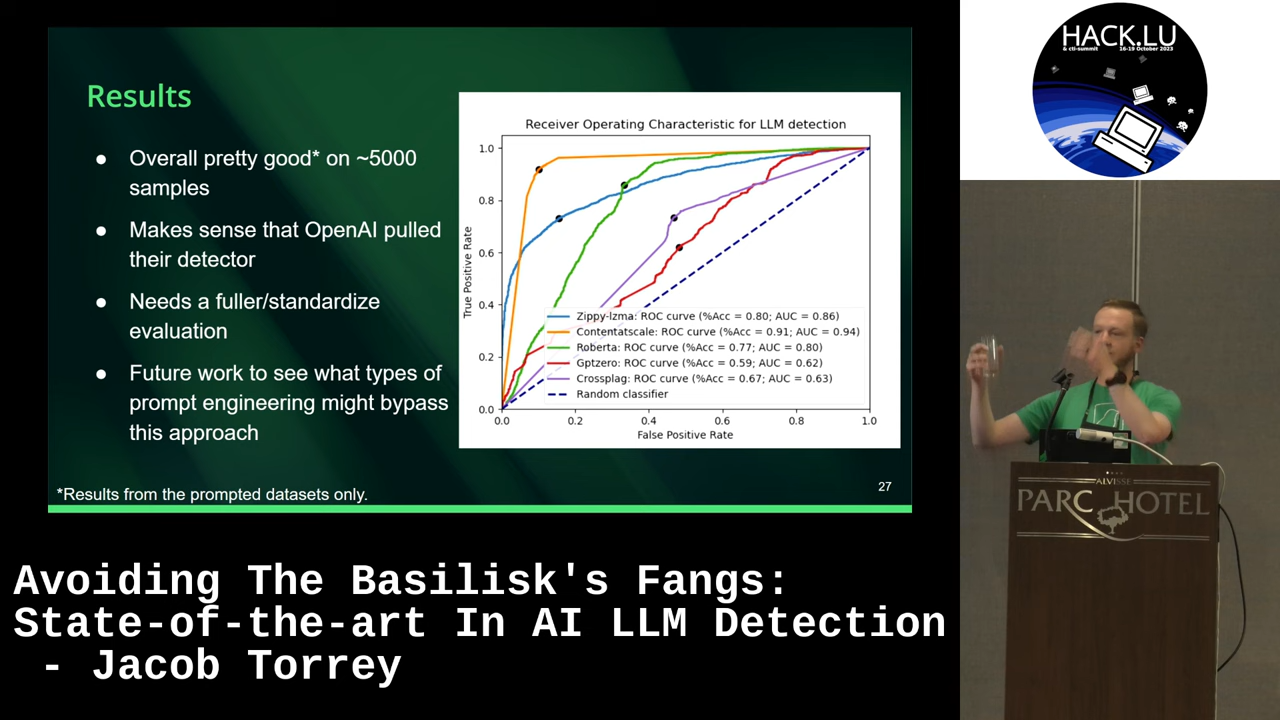 Results
● Overall pretty good* on ~5000
samples
● Makes sense that OpenAI pulled
their detector
● Needs a fuller/standardize
evaluation
● Future work to see what types of
prompt engineering might bypass
this approach
*Results from the prompted datasets only.
27
Receiver Operating Characteristic for LLM detection
True Positive Rate
1.0
0.8
0.6
0.4
0.2
0.0
Zippy-lzma: ROC curve (%Acc = 0.80; AUC = 0.86)
Contentatscale: ROC curve (%Acc = 0.91; AUC = 0.94)
Roberta: ROC curve (%Acc = 0.77; AUC = 0.80)
Gptzero: ROC curve (%Acc = 0.59; AUC = 0.62)
Crossplag: ROC curve (%Acc = 0.67; AUC = 0.63)
Random classifier
0.0 0.2 0.4 0.6 0.8 1.0
False Positive Rate
HACK.LU
& cti-summit 16-19 October 2023
ALVISSE
PARC HOTEL
Avoiding The Basilisk's Fangs:
State-of-the-art In AI LLM Detection
- Jacob Torrey